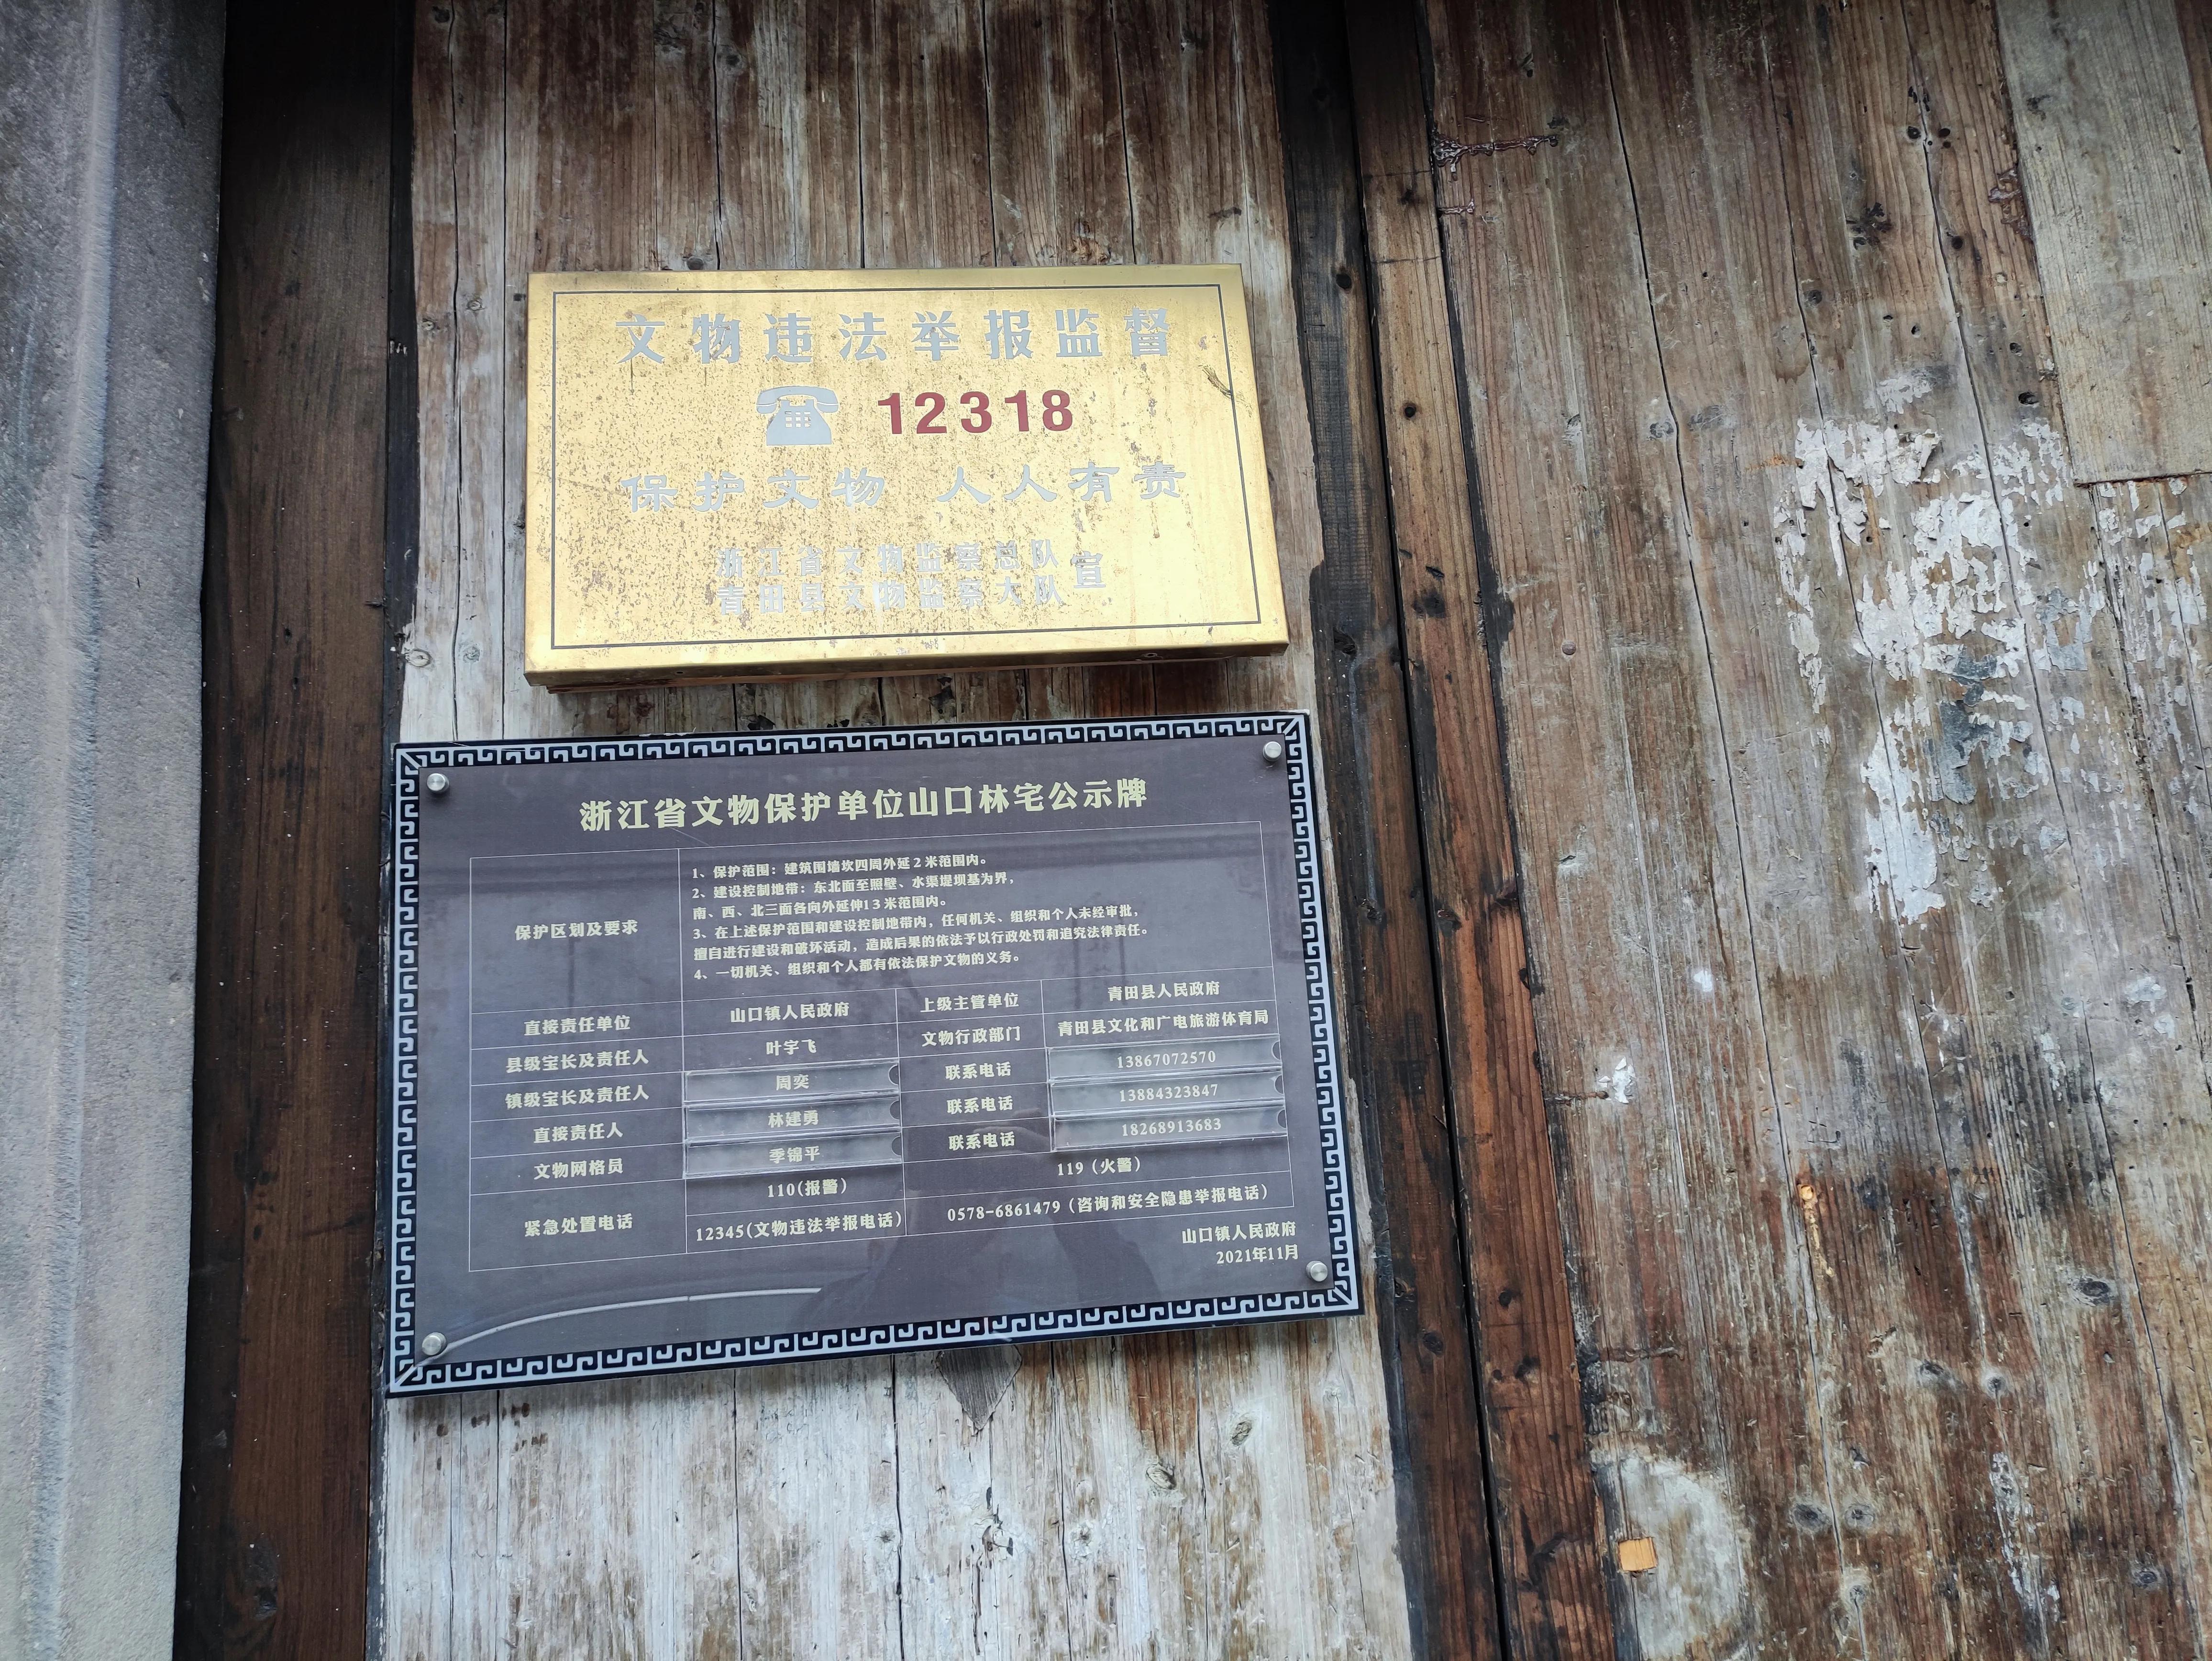 文物违法举报监督
12318
保护文物 人人有责
浙江省文物监察总队
青田县文物监察大队
宣
浙江省文物保护单位山口林宅公示牌
保护区划及要求
1、保护范围：建筑围墙坎四周外延2米范围内。
2、建设控制地带：东北面至照壁、水渠堤坝基为界，
南、西、北三面各向外延伸13米范围内。
3、在上述保护范围和建设控制地带内，任何机关、组织和个人未经审批，
擅自进行建设和破坏活动，造成后果的依法予以行政处罚和追究法律责任。
4、一切机关、组织和个人都有依法保护文物的义务。
直接责任单位 山口镇人民政府 上级主管单位 青田县人民政府
县级宝长及责任人 叶宇飞 文物行政部门 青田县文化和广电旅游体育局
镇级宝长及责任人 周奕 联系电话 13867072570
直接责任人 林建勇 联系电话 13884323847
文物网格员 季锦平 联系电话 18268913683
紧急处置电话 110(报警) 119（火警）
12345(文物违法举报电话) 0578-6861479（咨询和安全隐患举报电话）
山口镇人民政府
2021年11月